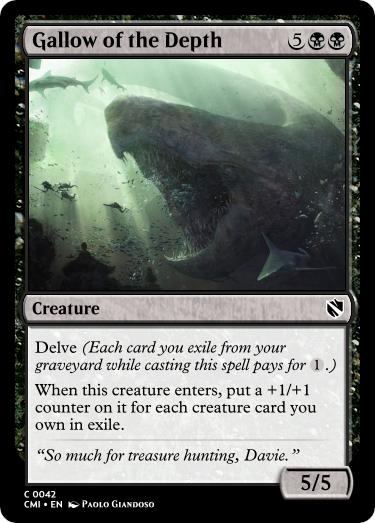 Gallow of the Depth 5
Creature
Delve (Each card you exile from your
graveyard while casting this spell pays for 1.)
When this creature enters, put a +1/+1
counter on it for each creature card you
own in exile.
“So much for treasure hunting, Davie.”
5/5
C 0042
CMI • EN Paolo Giandoso